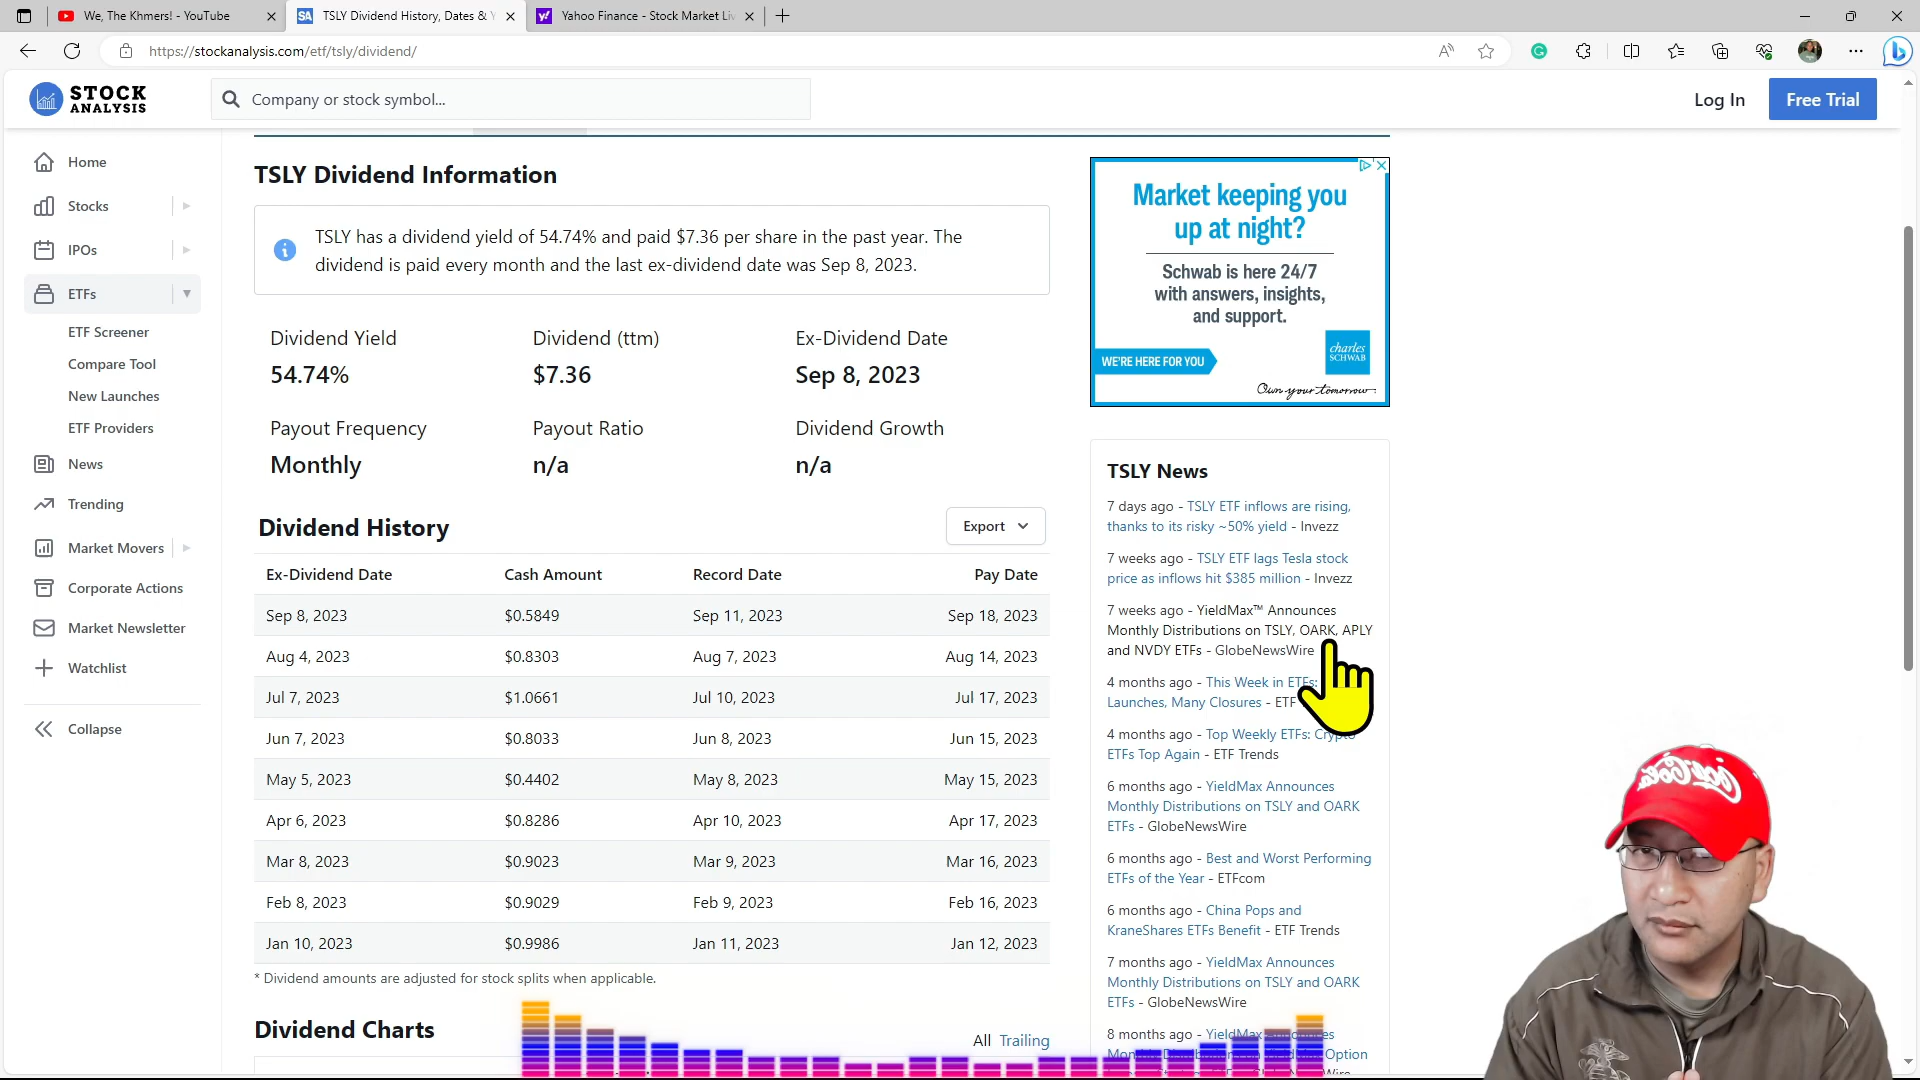 We, The Khmers! - YouTube
TSLY Dividend History, Dates & Y
Yahoo Finance - Stock Market Liv
https://stockanalysis.com/etf/tsly/dividend/
STOCK
ANALYSIS
Company or stock symbol...
Log In
Free Trial
Home
Stocks
IPOs
ETFs
ETF Screener
Compare Tool
New Launches
ETF Providers
News
Trending
Market Movers
Corporate Actions
Market Newsletter
Watchlist
Collapse
TSLY Dividend Information
TSLY has a dividend yield of 54.74% and paid $7.36 per share in the past year. The
dividend is paid every month and the last ex-dividend date was Sep 8, 2023.
Dividend Yield Dividend (ttm) Ex-Dividend Date
54.74% $7.36 Sep 8, 2023
Payout Frequency Payout Ratio Dividend Growth
Monthly n/a n/a
Dividend History
Export
Ex-Dividend Date Cash Amount Record Date Pay Date
Sep 8, 2023 $0.5849 Sep 11, 2023 Sep 18, 2023
Aug 4, 2023 $0.8303 Aug 7, 2023 Aug 14, 2023
Jul 7, 2023 $1.0661 Jul 10, 2023 Jul 17, 2023
Jun 7, 2023 $0.8033 Jun 8, 2023 Jun 15, 2023
May 5, 2023 $0.4402 May 8, 2023 May 15, 2023
Apr 6, 2023 $0.8286 Apr 10, 2023 Apr 17, 2023
Mar 8, 2023 $0.9023 Mar 9, 2023 Mar 16, 2023
Feb 8, 2023 $0.9029 Feb 9, 2023 Feb 16, 2023
Jan 10, 2023 $0.9986 Jan 11, 2023 Jan 12, 2023
* Dividend amounts are adjusted for stock splits when applicable.
Dividend Charts
All Trailing
Market keeping you
up at night?
Schwab is here 24/7
with answers, insights,
and support.
WE'RE HERE FOR YOU
charles
SCHWAB
Own your tomorrow
TSLY News
7 days ago - TSLY ETF inflows are rising,
thanks to its risky ~50% yield - Invezz
7 weeks ago - TSLY ETF lags Tesla stock
price as inflows hit $385 million - Invezz
7 weeks ago - YieldMax™ Announces
Monthly Distributions on TSLY, OARK, APLY
and NVDY ETFs - GlobeNewsWire
4 months ago - This Week in ETFs:
Launches, Many Closures - ETF
4 months ago - Top Weekly ETFs: Crypto
ETFs Top Again - ETF Trends
6 months ago - YieldMax Announces
Monthly Distributions on TSLY and OARK
ETFs - GlobeNewsWire
6 months ago - Best and Worst Performing
ETFs of the Year - ETFcom
6 months ago - China Pops and
KraneShares ETFs Benefit - ETF Trends
7 months ago - YieldMax Announces
Monthly Distributions on TSLY and OARK
ETFs - GlobeNewsWire
8 months ago - YieldMax Announces
Option
Coca-Cola